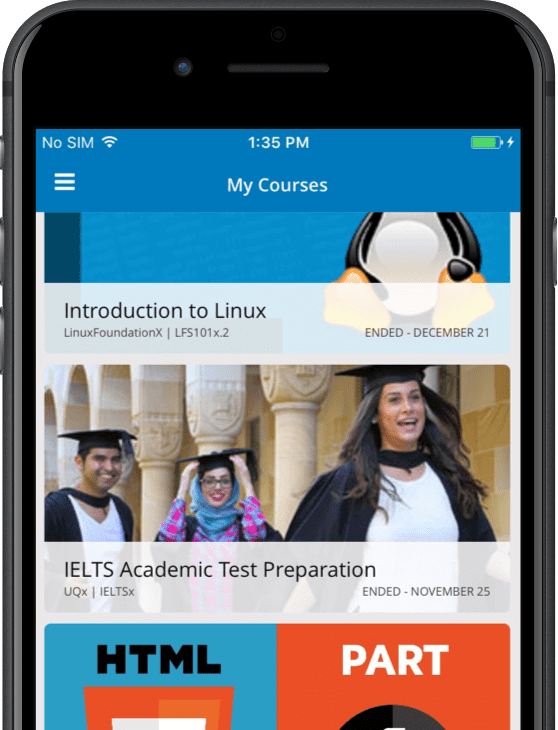 No SIM 1:35 PM
My Courses
Introduction to Linux
LinuxFoundationX | LFS101x.2 ENDED - DECEMBER 21
IELTS Academic Test Preparation
UQx | IELTSx ENDED - NOVEMBER 25
HTML PART